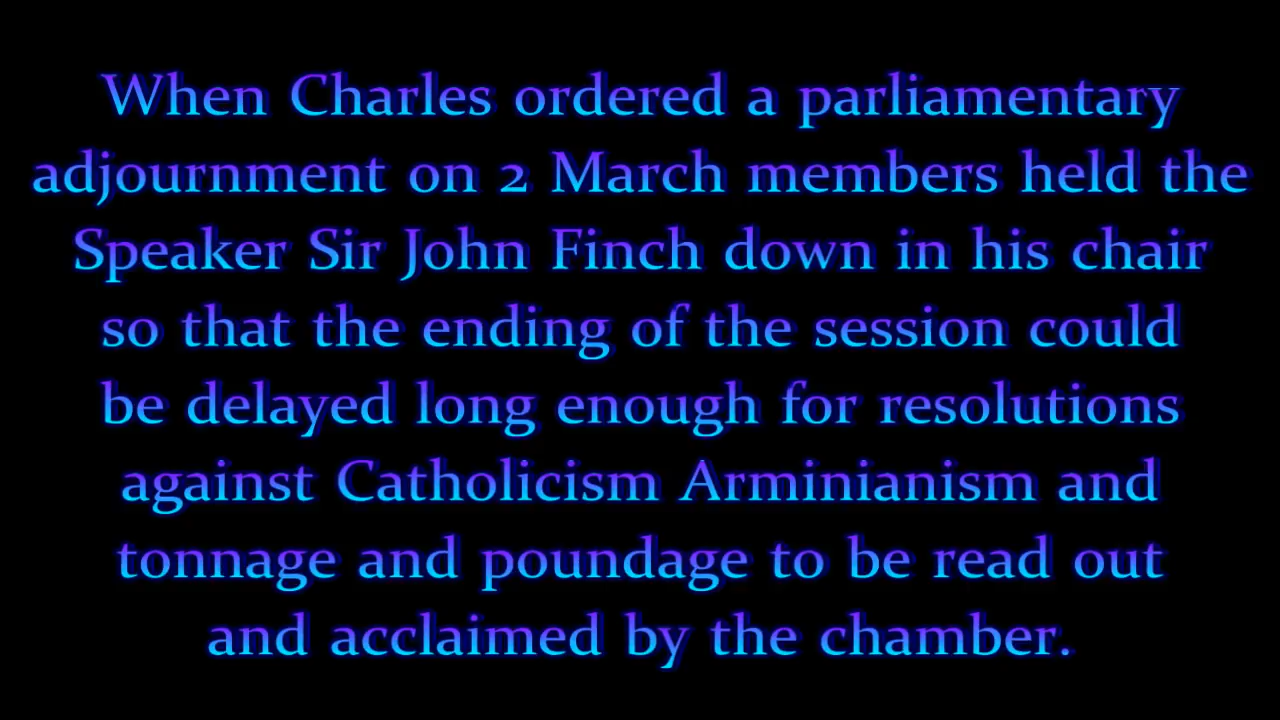 When Charles ordered a parliamentary
adjournment on 2 March members held the
Speaker Sir John Finch down in his chair
so that the ending of the session could
be delayed long enough for resolutions
against Catholicism Arminianism and
tonnage and poundage to be read out
and acclaimed by the chamber.